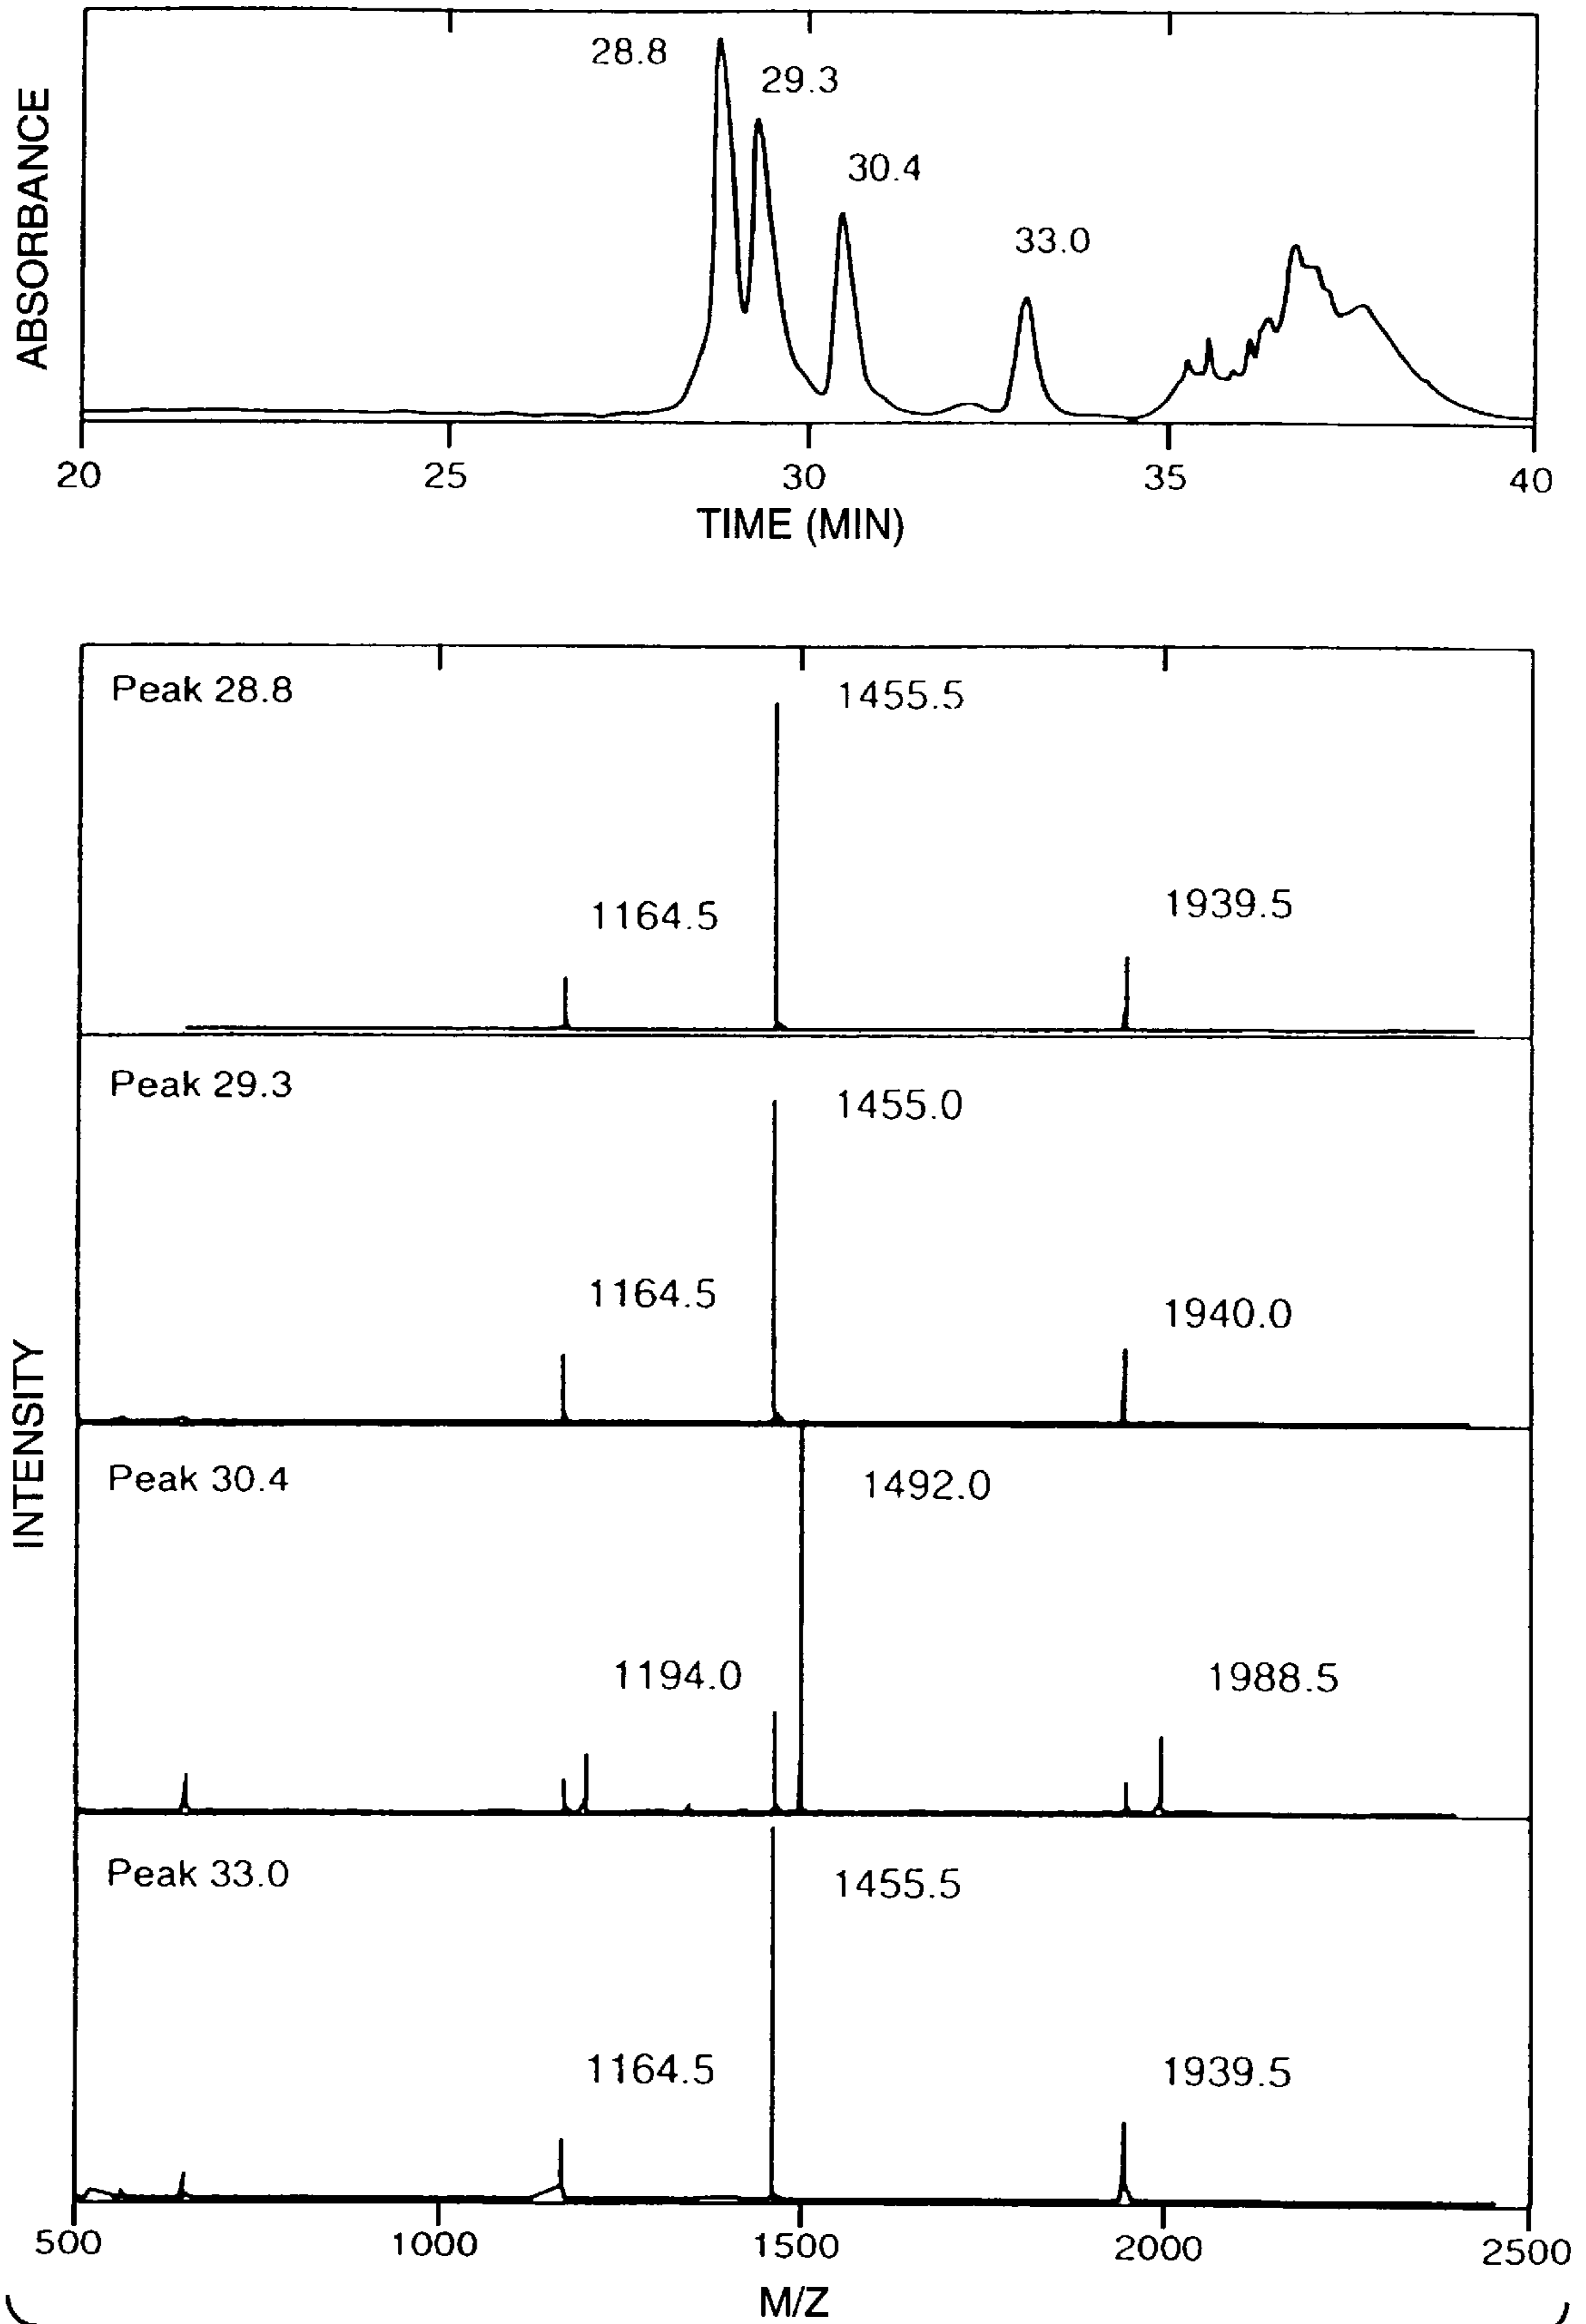 28.8
29.3
30.4
33.0
ABSORBANCE
20 25 30 35 40
TIME (MIN)
Peak 28.8
1455.5
1164.5
1939.5
Peak 29.3
1455.0
1164.5
1940.0
INTENSITY
Peak 30.4
1492.0
1194.0
1988.5
Peak 33.0
1455.5
1164.5
1939.5
500 1000 1500 2000 2500
M/Z